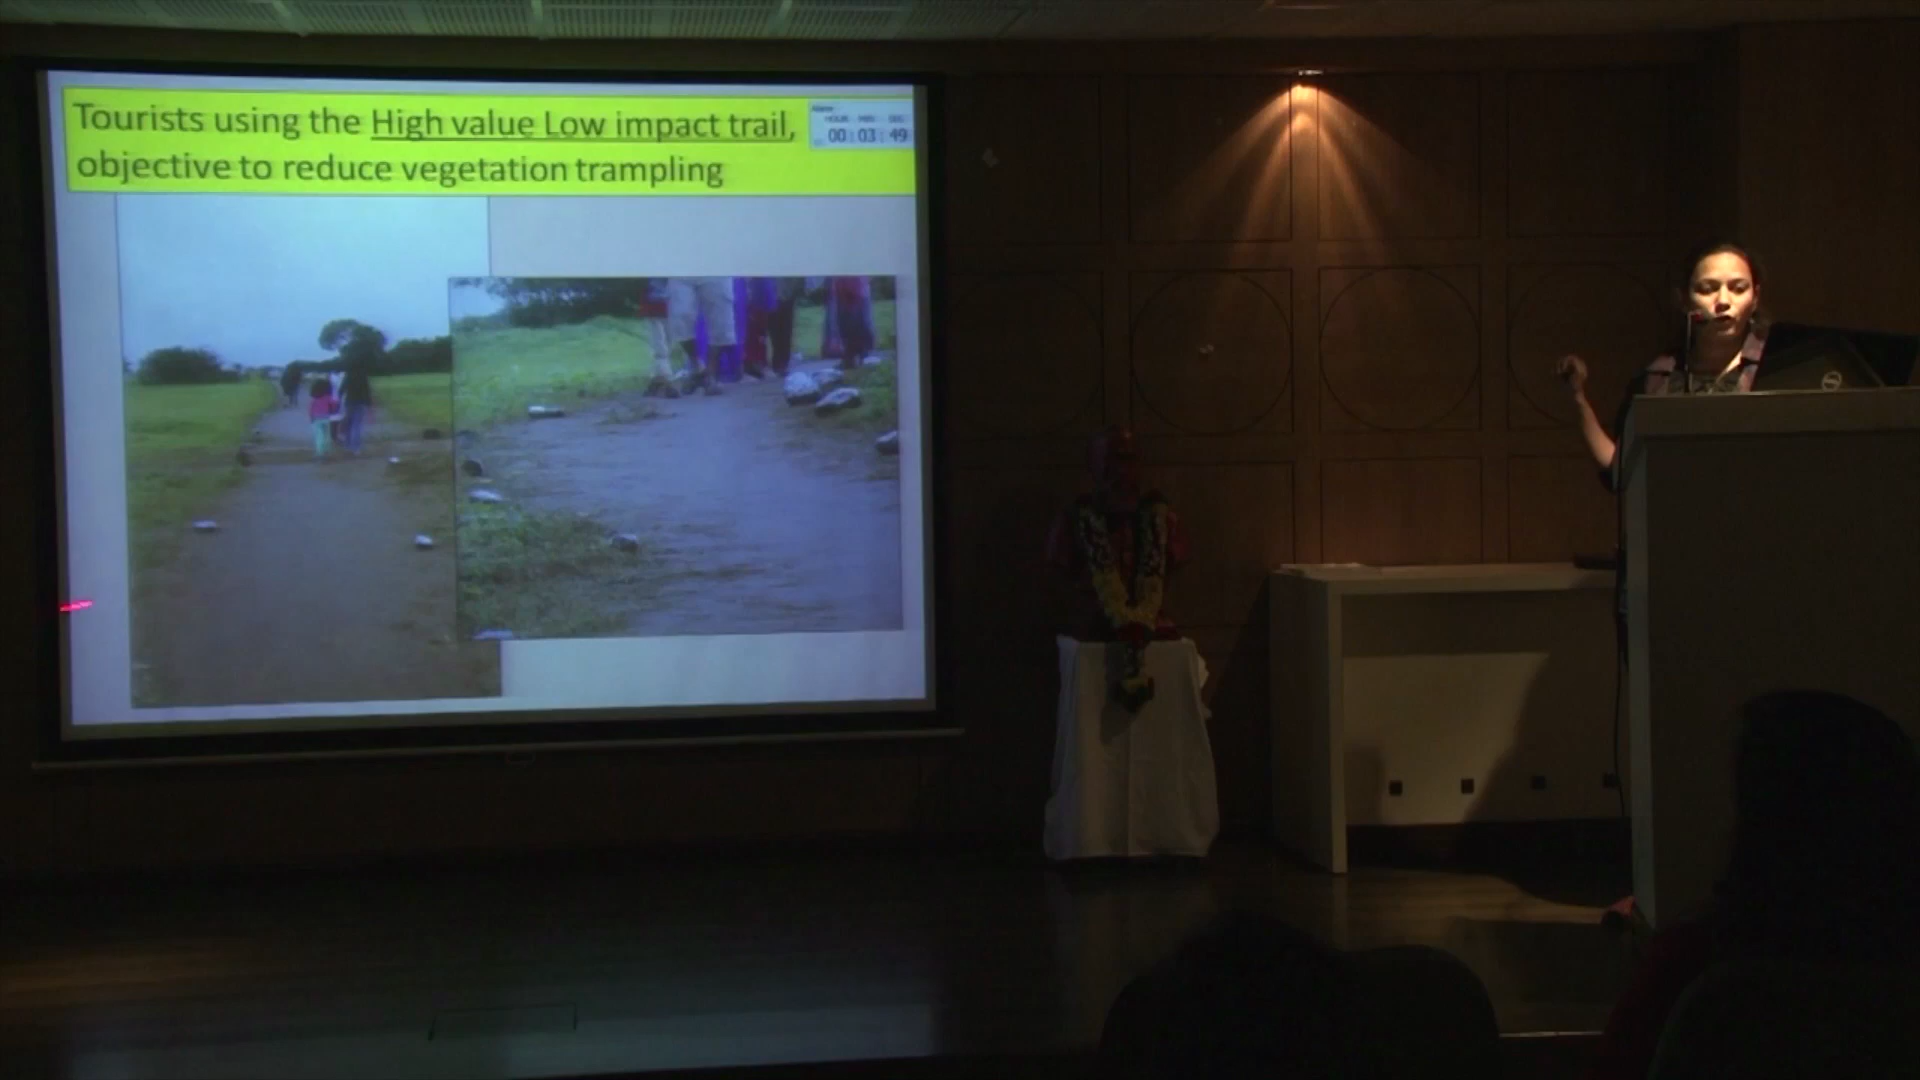 Tourists using the High value Low impact trail,
objective to reduce vegetation trampling
00 : 03 : 49